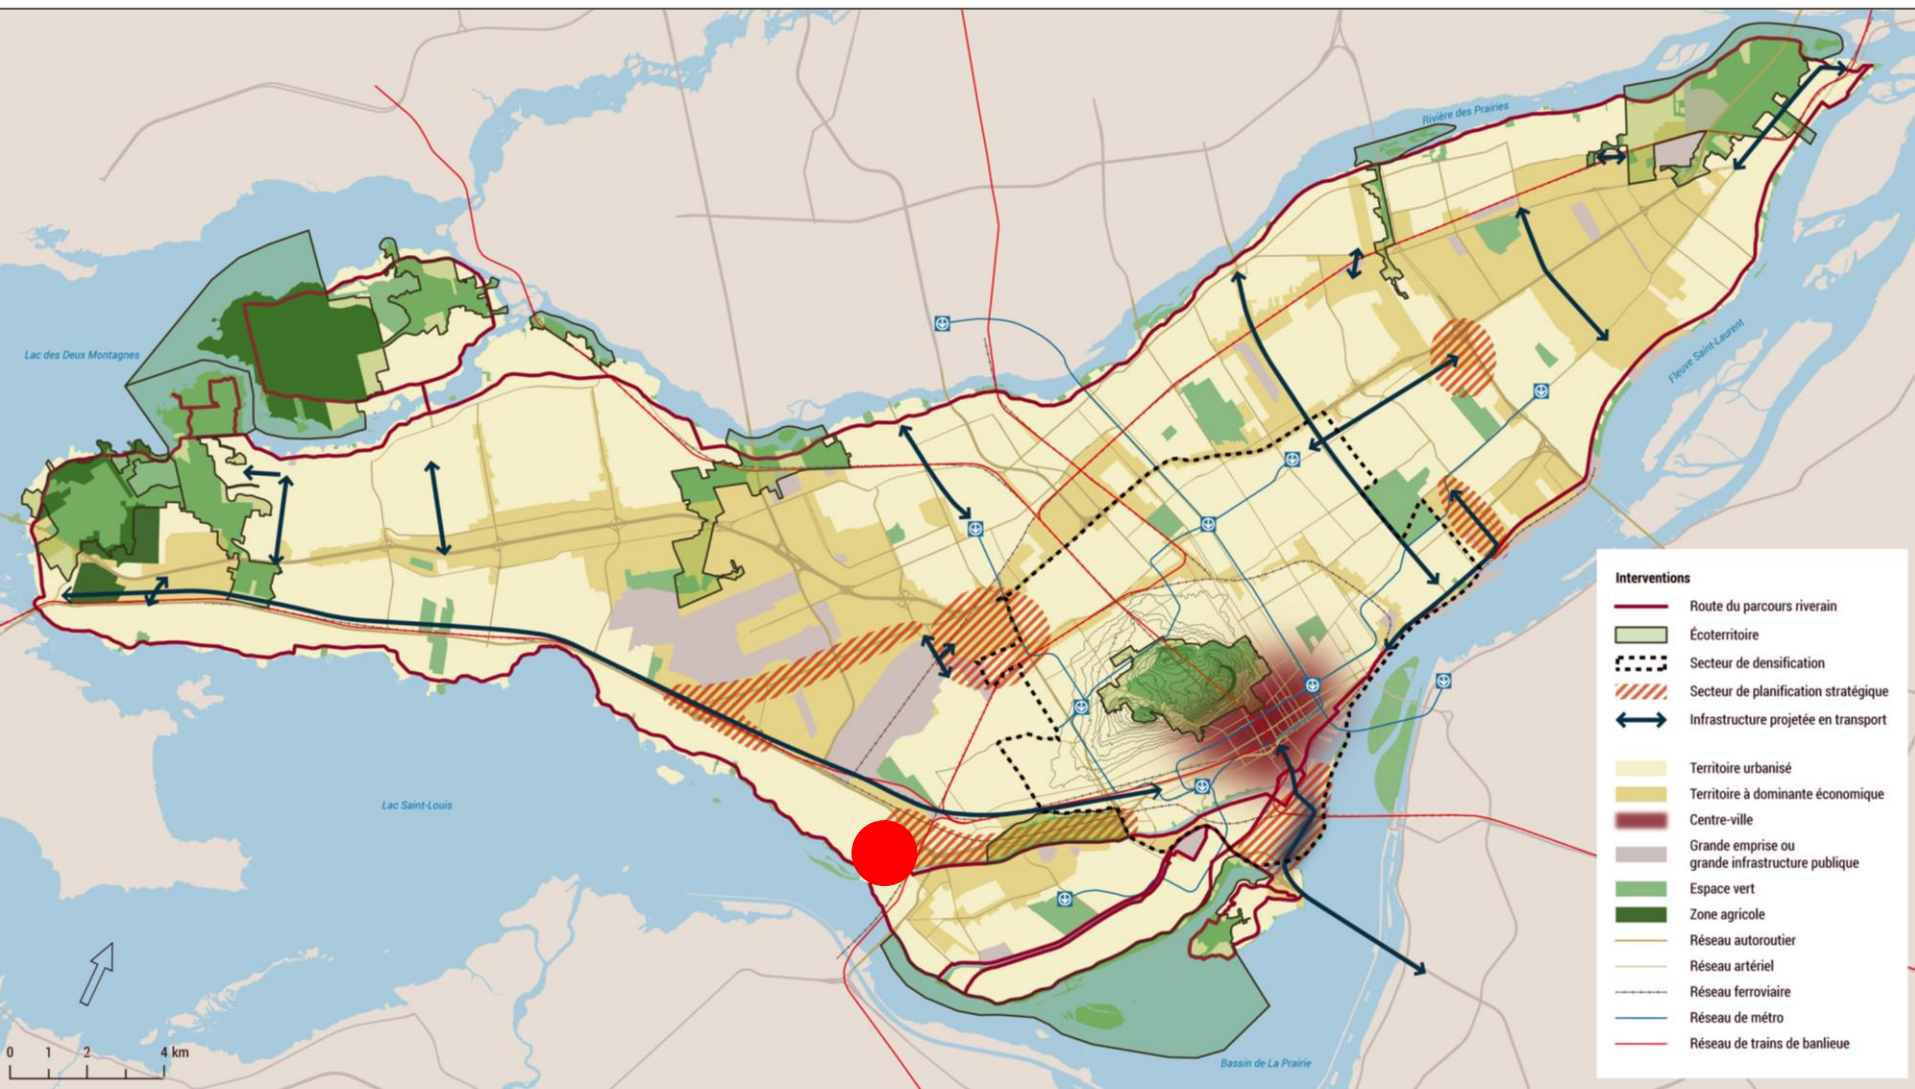 Rivière des Prairies
Lac des Deux Montagnes
Fleuve Saint-Laurent
Lac Saint-Louis
Bassin de La Prairie
0 1 2 4 km
Interventions
Route du parcours riverain
Écoterritoire
Secteur de densification
Secteur de planification stratégique
Infrastructure projetée en transport
Territoire urbanisé
Territoire à dominante économique
Centre-ville
Grande emprise ou
grande infrastructure publique
Espace vert
Zone agricole
Réseau autoroutier
Réseau artériel
Réseau ferroviaire
Réseau de métro
Réseau de trains de banlieue